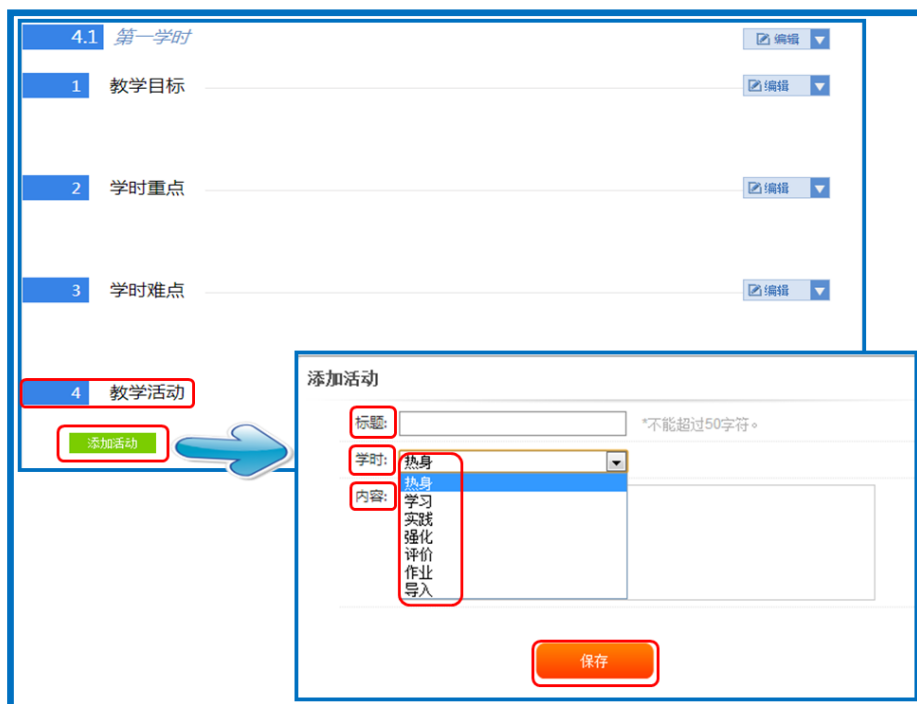 4.1 第一学时 编辑
1 教学目标 编辑
2 学时重点 编辑
3 学时难点 编辑
4 教学活动
添加活动
添加活动
标题: *不能超过50字符。
学时: 热身
内容: 热身
学习
实践
强化
评价
作业
导入
保存